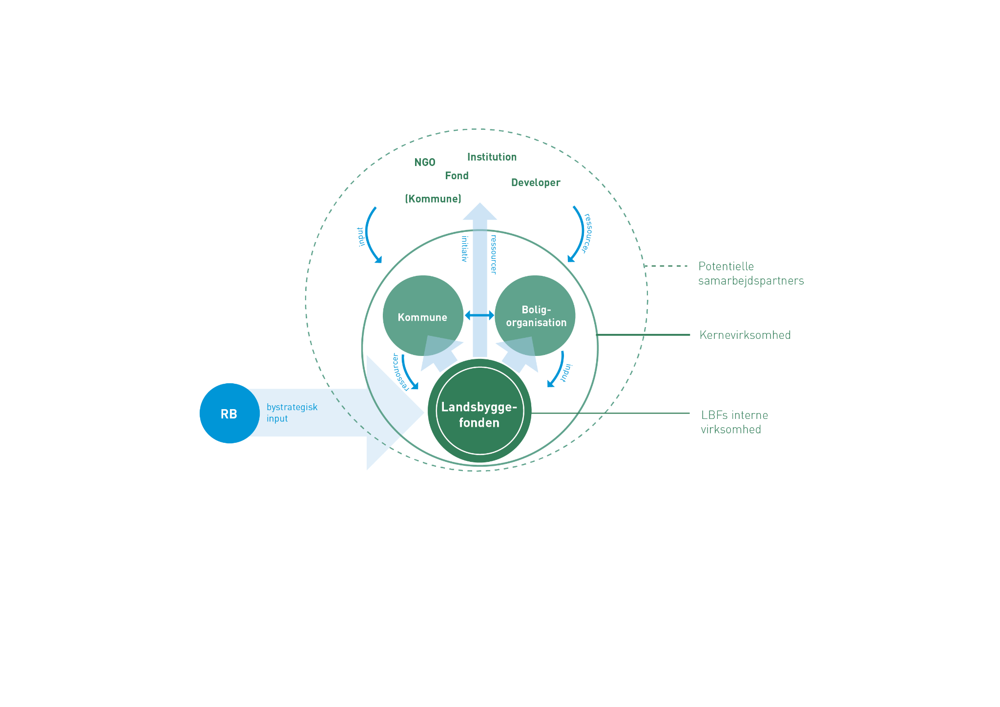 NGO
Institution
Fond
Developer
(Kommune)
input
ressourcer
initiativ
ressourcer
Potentielle
samarbejdspartners
Kommune
Bolig-
organisation
Kernevirksomhed
ressourcer
input
RB
bystrategisk
input
Landsbygge-
fonden
LBFs interne
virksomhed